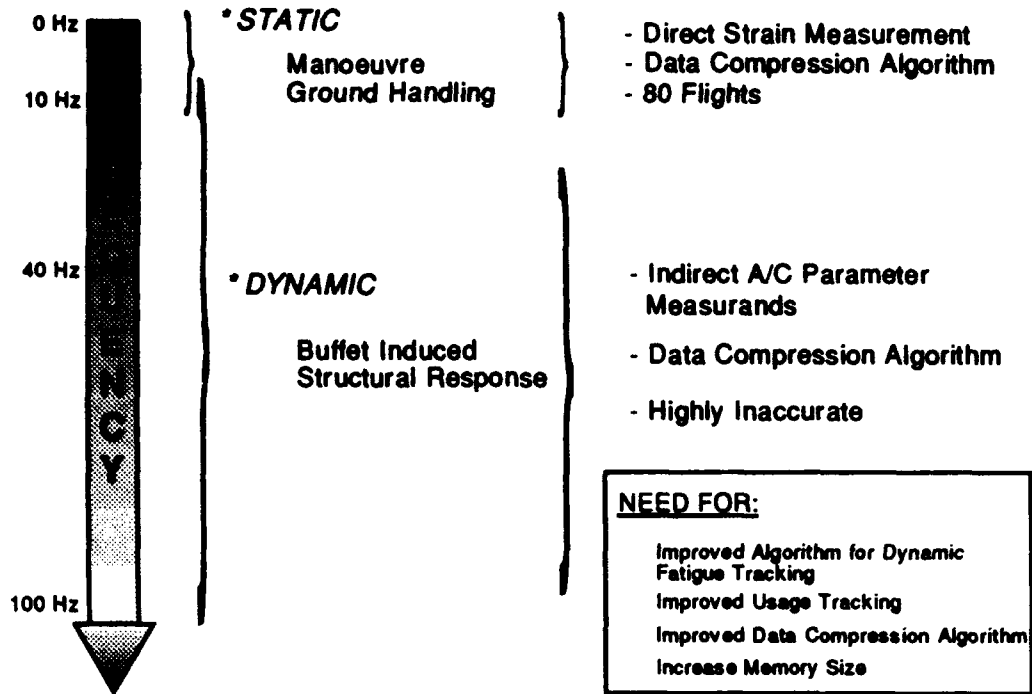 0 Hz
10 Hz
40 Hz
100 Hz
FREQUENCY
* STATIC
Manoeuvre
Ground Handling
- Direct Strain Measurement
- Data Compression Algorithm
- 80 Flights
* DYNAMIC
Buffet Induced
Structural Response
- Indirect A/C Parameter
Measurands
- Data Compression Algorithm
- Highly Inaccurate
NEED FOR:
Improved Algorithm for Dynamic
Fatigue Tracking
Improved Usage Tracking
Improved Data Compression Algorithm
Increase Memory Size